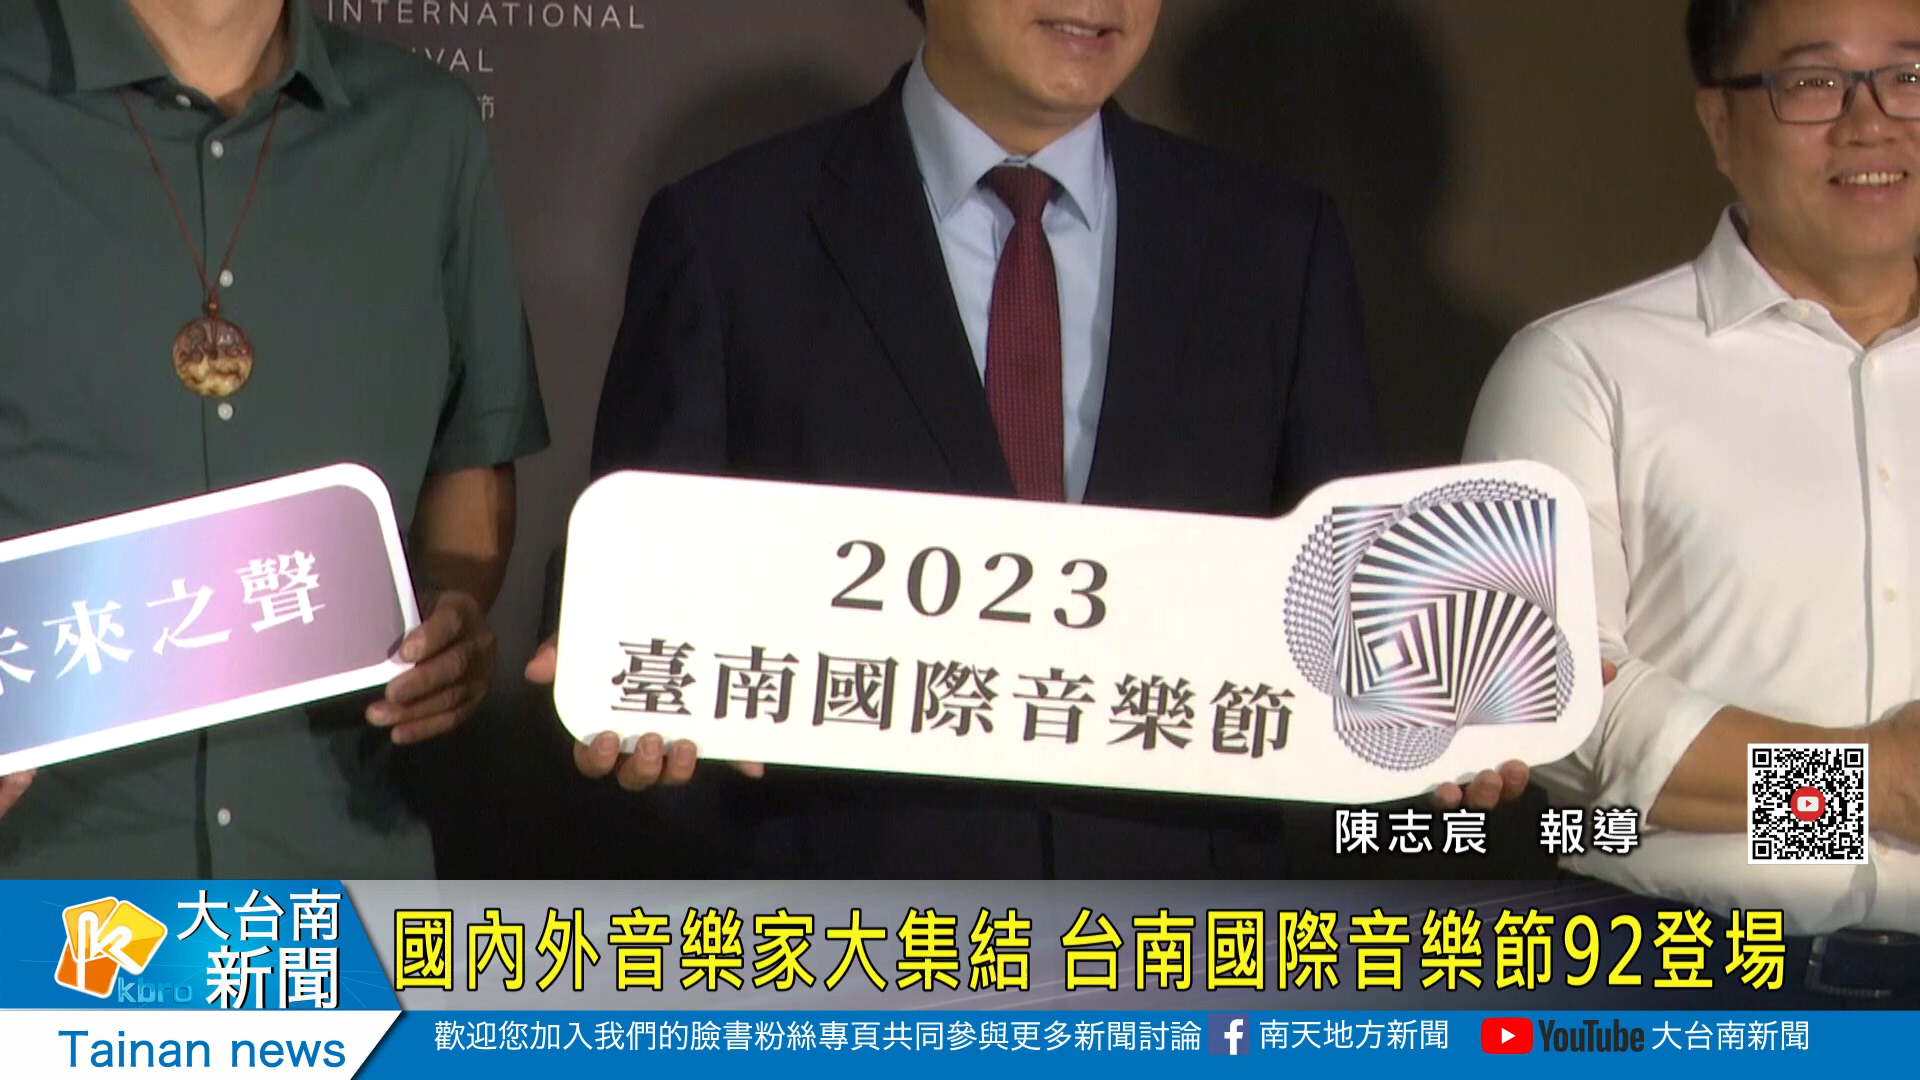 INTERNATIONAL
VAL
節
未來之聲
2023
臺南國際音樂節
陳志宸 報導
大台南
新聞
kbro
國內外音樂家大集結 台南國際音樂節92登場
Tainan news
歡迎您加入我們的臉書粉絲專頁共同參與更多新聞討論 f 南天地方新聞 YouTube 大台南新聞